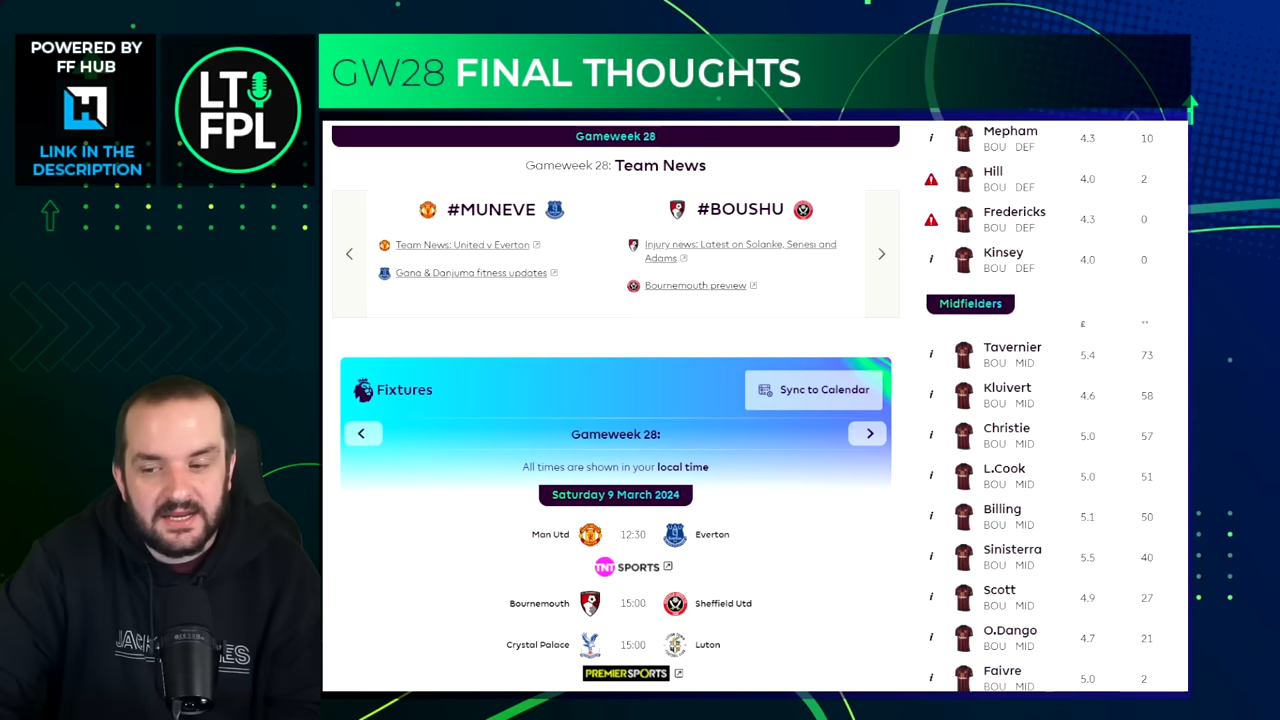 POWERED BY
FF HUB
LINK IN THE
DESCRIPTION
LT
FPL
GW28 FINAL THOUGHTS
Gameweek 28
Gameweek 28: Team News
#MUNEVE
Team News: United v Everton
Gana & Danjuma fitness updates
#BOUSHU
Injury news: Latest on Solanke, Senesi and
Adams
Bournemouth preview
Fixtures
Sync to Calendar
Gameweek 28:
All times are shown in your local time
Saturday 9 March 2024
Man Utd 12:30 Everton
TNT SPORTS
Bournemouth 15:00 Sheffield Utd
Crystal Palace 15:00 Luton
PREMIER SPORTS
Mepham 4.3 10
BOU DEF
Hill 4.0 2
BOU DEF
Fredericks 4.3 0
BOU DEF
Kinsey 4.0 0
BOU DEF
Midfielders
£ **
Tavernier 5.4 73
BOU MID
Kluivert 4.6 58
BOU MID
Christie 5.0 57
BOU MID
L.Cook 5.0 51
BOU MID
Billing 5.1 50
BOU MID
Sinisterra 5.5 40
BOU MID
Scott 4.9 27
BOU MID
O.Dango 4.7 21
BOU MID
Faivre 5.0 2
BOU MID